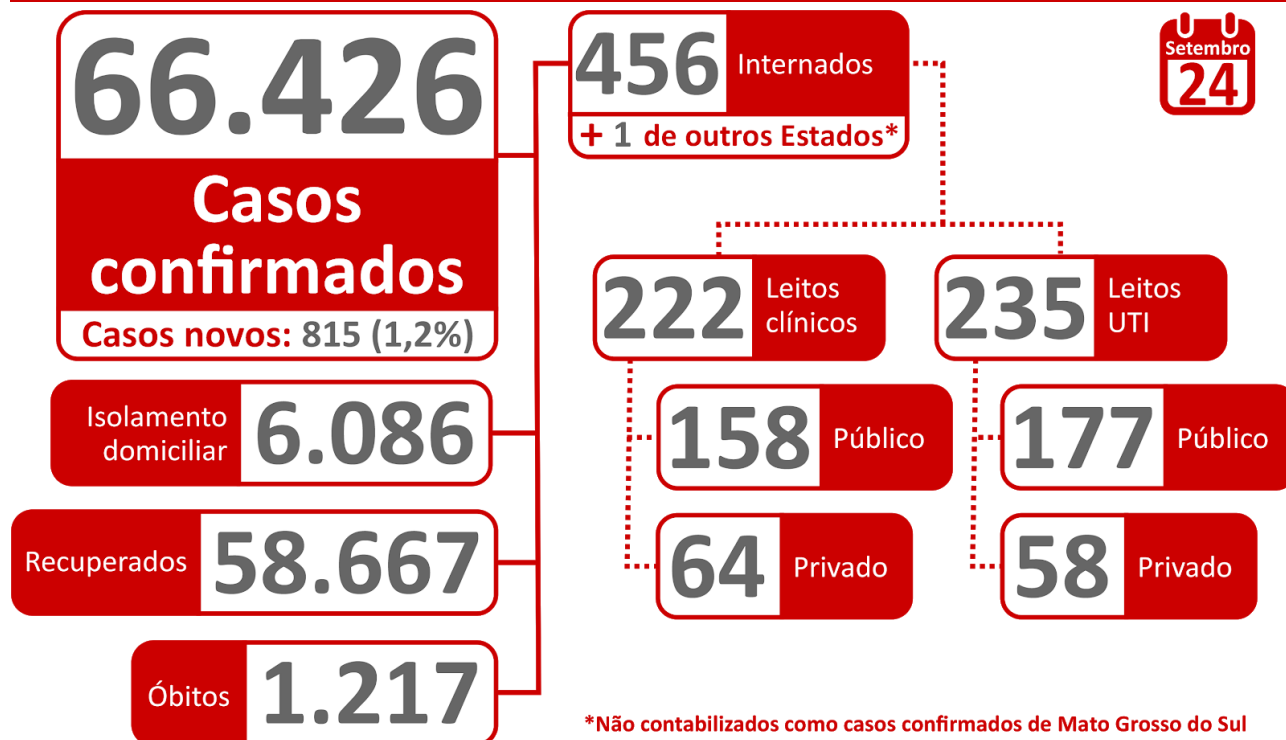 66.426
Casos
confirmados
Casos novos: 815 (1,2%)
456 Internados
+ 1 de outros Estados*
Setembro
24
222 Leitos
clínicos
235 Leitos
UTI
158 Público
64 Privado
177 Público
58 Privado
Isolamento
domiciliar
6.086
Recuperados 58.667
Óbitos 1.217
*Não contabilizados como casos confirmados de Mato Grosso do Sul